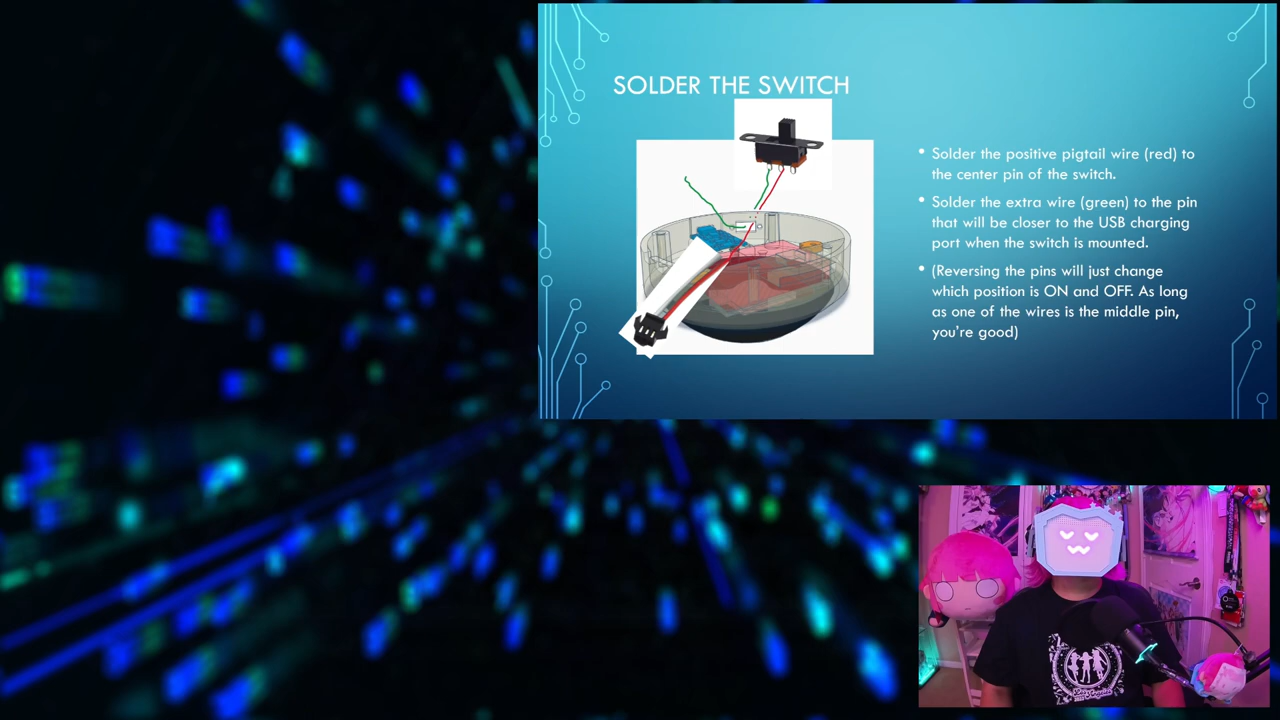 SOLDER THE SWITCH
• Solder the positive pigtail wire (red) to
the center pin of the switch.
• Solder the extra wire (green) to the pin
that will be closer to the USB charging
port when the switch is mounted.
• (Reversing the pins will just change
which position is ON and OFF. As long
as one of the wires is the middle pin,
you're good)